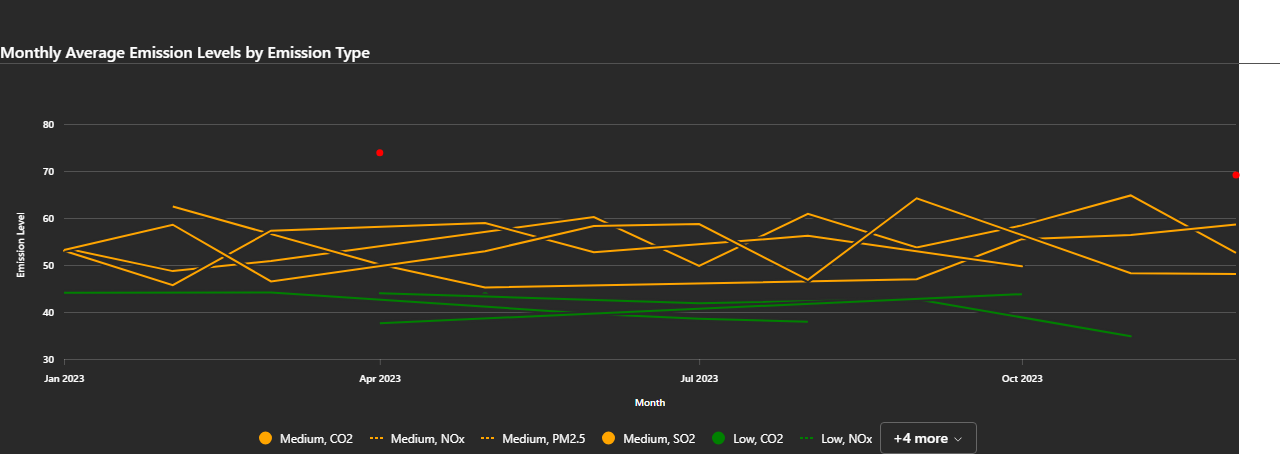 Monthly Average Emission Levels by Emission Type
80
70
60
50
40
30
Emission Level
Jan 2023 Apr 2023 Jul 2023 Oct 2023
Month
Medium, CO2 Medium, NOx Medium, PM2.5 Medium, SO2 Low, CO2 Low, NOx +4 more